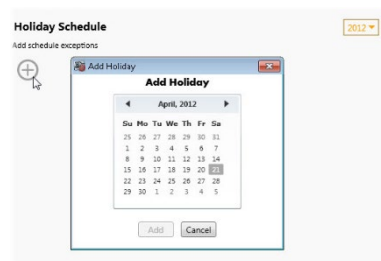 Holiday Schedule
2012
Add schedule exceptions
Add Holiday
Add Holiday
April, 2012
Su Mo Tu We Th Fr Sa
25 26 27 28 29 30 31
1 2 3 4 5 6 7
8 9 10 11 12 13 14
15 16 17 18 19 20 21
22 23 24 25 26 27 28
29 30 1 2 3 4 5
Add Cancel